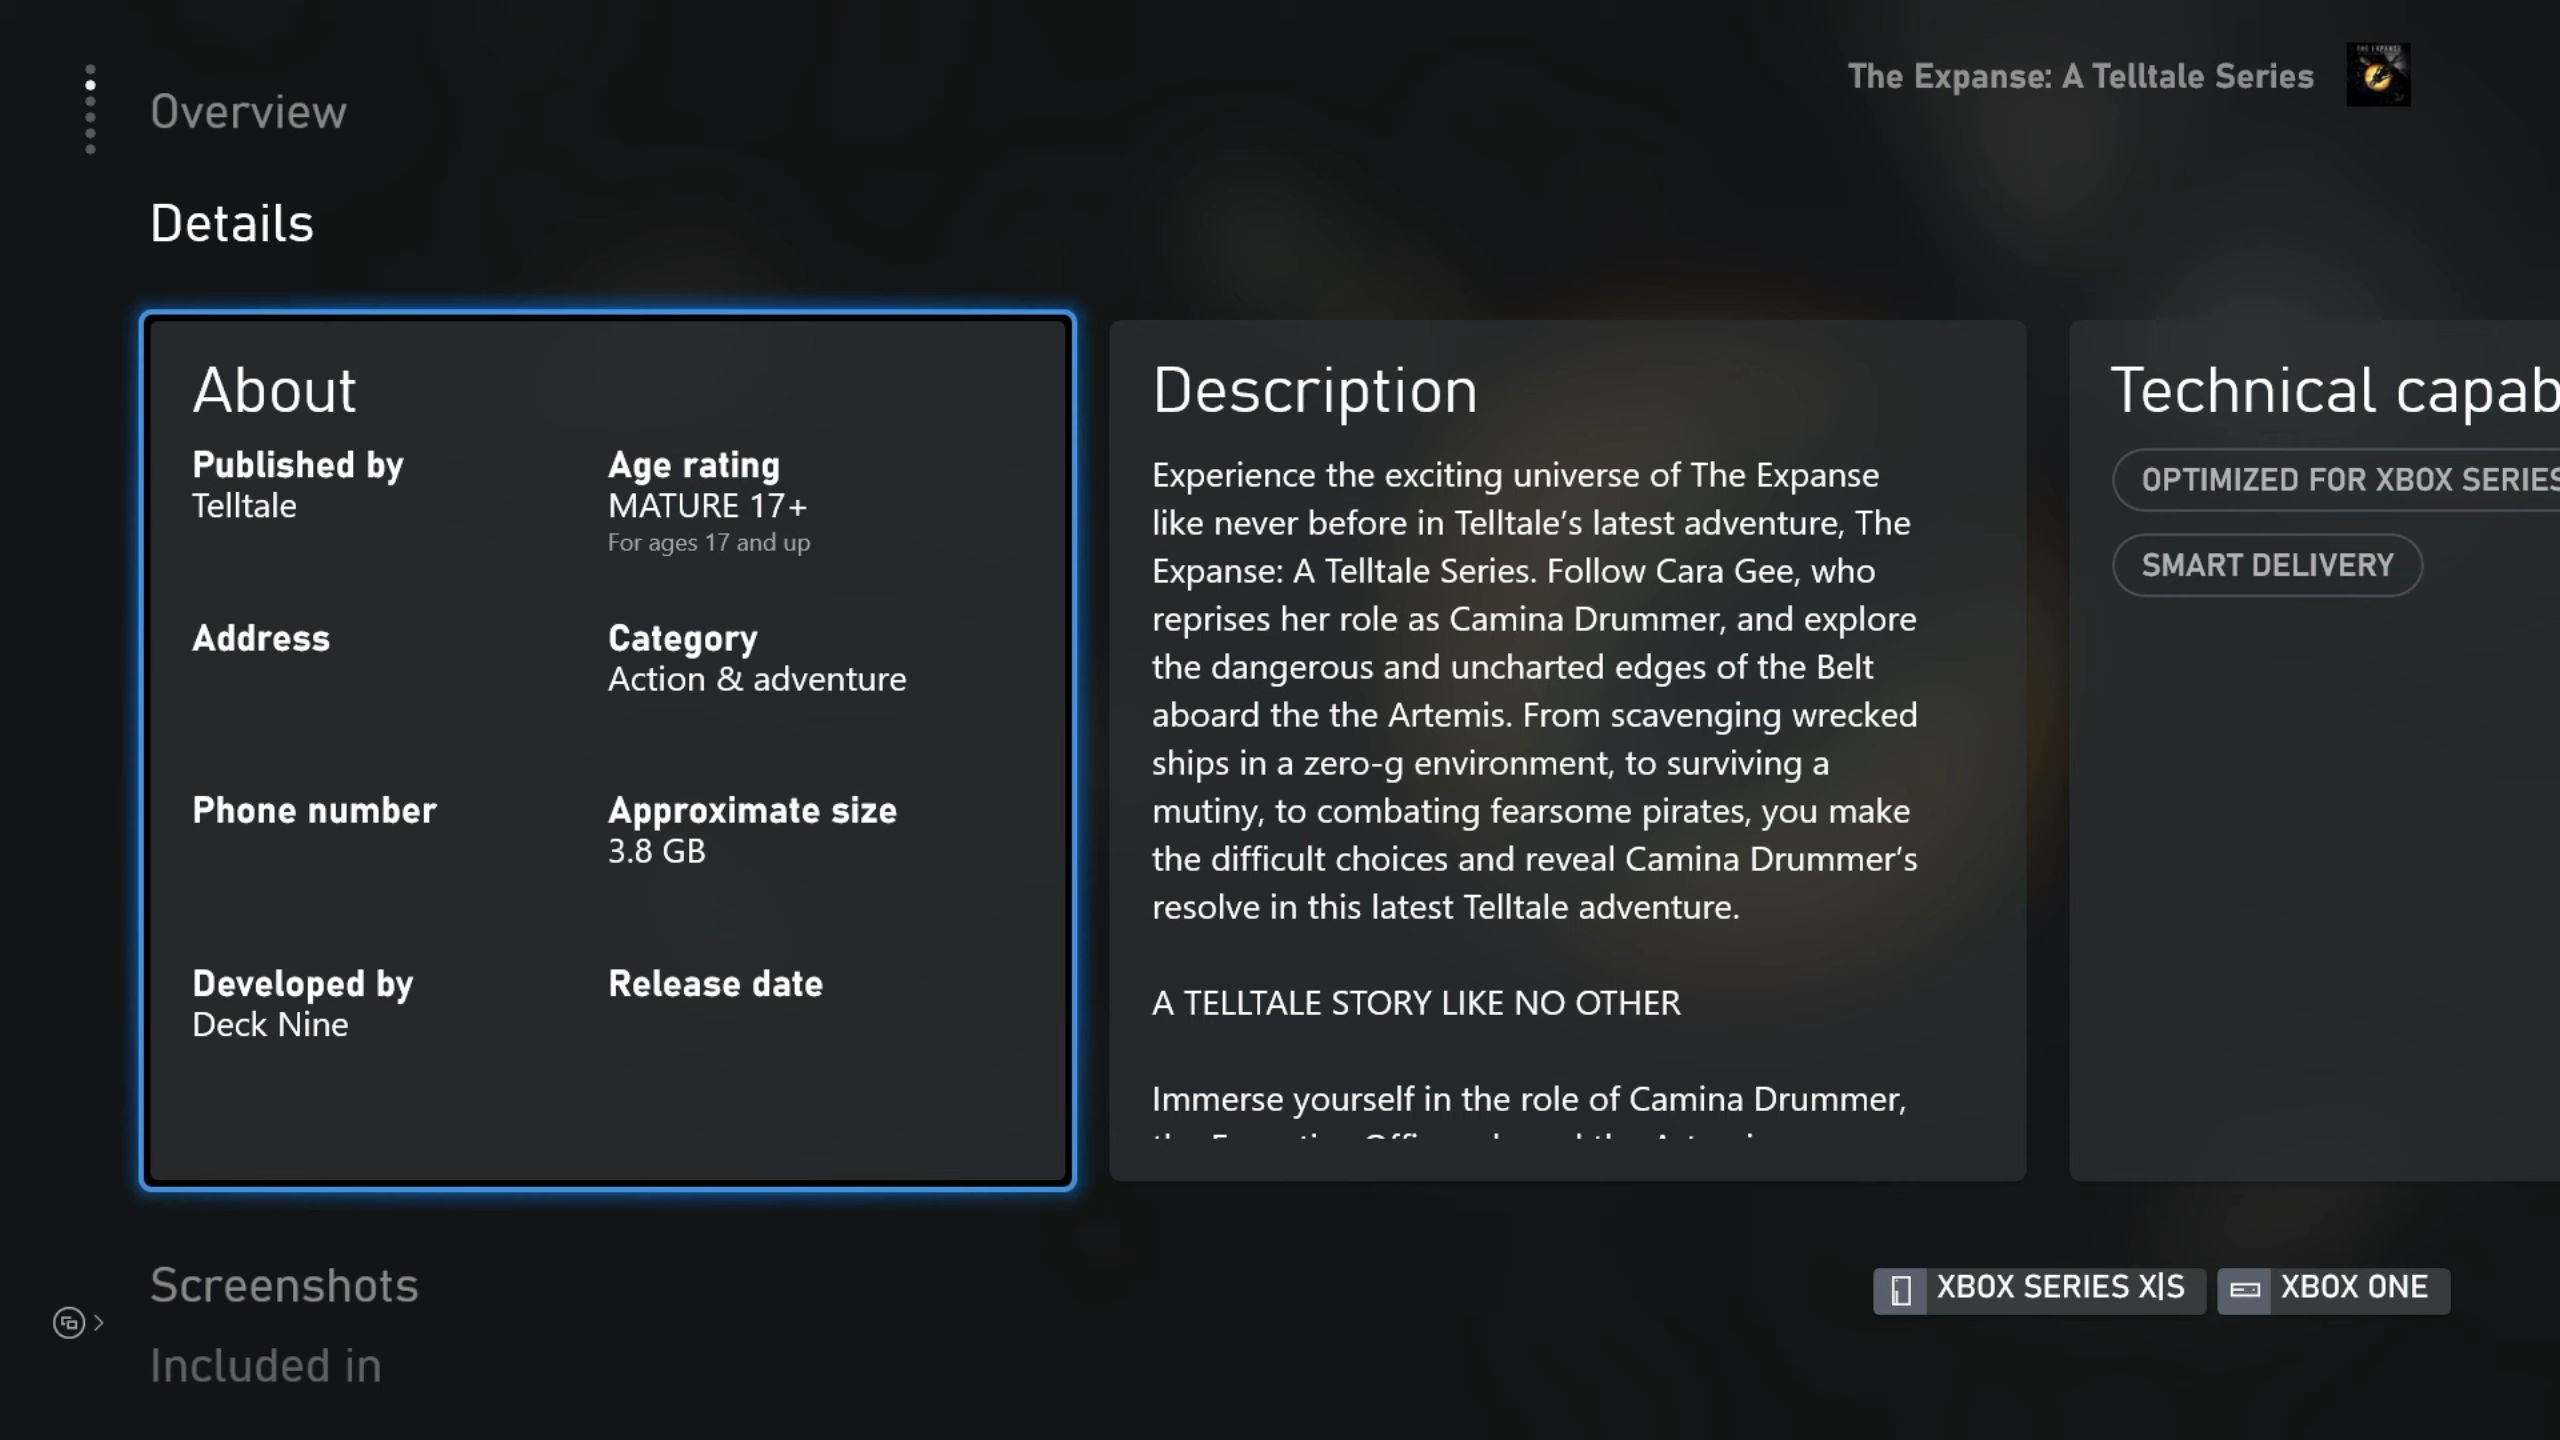 The Expanse: A Telltale Series
Overview
Details
About
Published by
Telltale
Age rating
MATURE 17+
For ages 17 and up
Address
Category
Action & adventure
Phone number
Approximate size
3.8 GB
Developed by
Deck Nine
Release date
Description
Experience the exciting universe of The Expanse
like never before in Telltale’s latest adventure, The
Expanse: A Telltale Series. Follow Cara Gee, who
reprises her role as Camina Drummer, and explore
the dangerous and uncharted edges of the Belt
aboard the the Artemis. From scavenging wrecked
ships in a zero-g environment, to surviving a
mutiny, to combating fearsome pirates, you make
the difficult choices and reveal Camina Drummer’s
resolve in this latest Telltale adventure.
A TELLTALE STORY LIKE NO OTHER
Immerse yourself in the role of Camina Drummer,
Technical capab
OPTIMIZED FOR XBOX SERIES
SMART DELIVERY
Screenshots
Included in
XBOX SERIES X|S
XBOX ONE